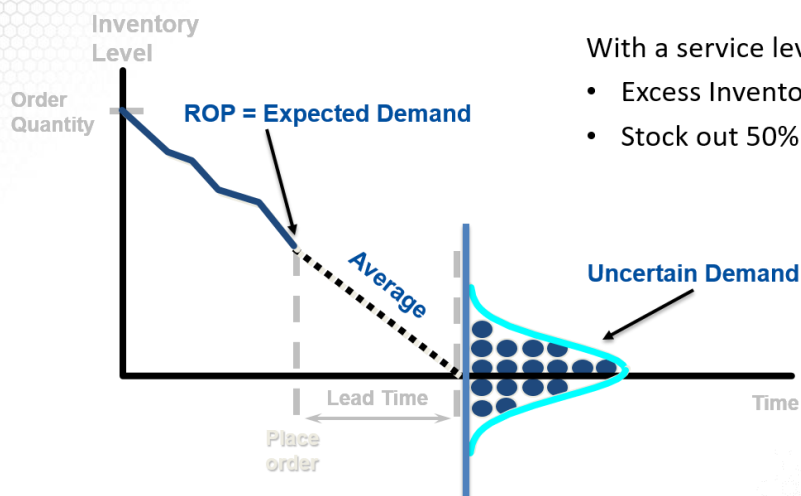 Inventory
Level
With a service lev
• Excess Invento
• Stock out 50%
Order
Quantity
ROP = Expected Demand
Average
Uncertain Demand
Lead Time
Time
Place
order